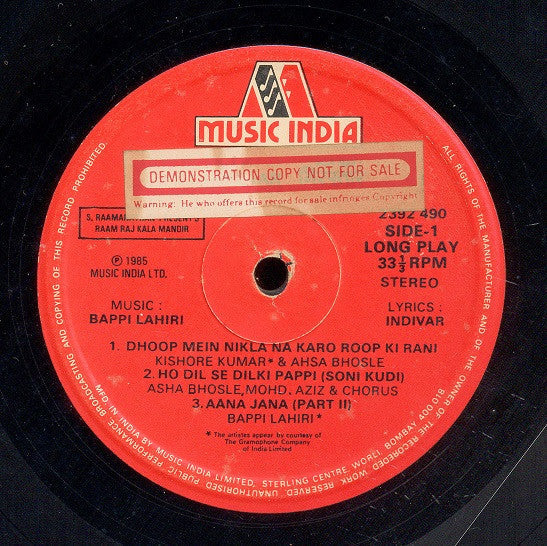 MUSIC INDIA
DEMONSTRATION COPY NOT FOR SALE
Warning: He who offers this record for sale infringes Copyright
2392 490
SIDE-1
LONG PLAY
33 1/3 RPM
STEREO
S. RAAMA
RAAM RAJ KALA MANDIR
℗ 1985
MUSIC INDIA LTD.
MUSIC :
BAPPI LAHIRI
LYRICS :
INDIVAR
1. DHOOP MEIN NIKLA NA KARO ROOP KI RANI
KISHORE KUMAR* & AHSA BHOSLE
2. HO DIL SE DILKI PAPPI (SONI KUDI)
ASHA BHOSLE, MOHD. AZIZ & CHORUS
3. AANA JANA (PART II)
BAPPI LAHIRI*
* The artistes appear by courtesy of
The Gramophone Company
of India Limited
ALL RIGHTS OF THE MANUFACTURER AND OF THE OWNER OF THE RECORDED WORK RESERVED. UNAUTHORISED PUBLIC PERFORMANCE BROADCASTING AND COPYING OF THIS RECORD PROHIBITED.
MFD. IN INDIA BY MUSIC INDIA LIMITED, STERLING CENTRE, WORLI, BOMBAY 400 018